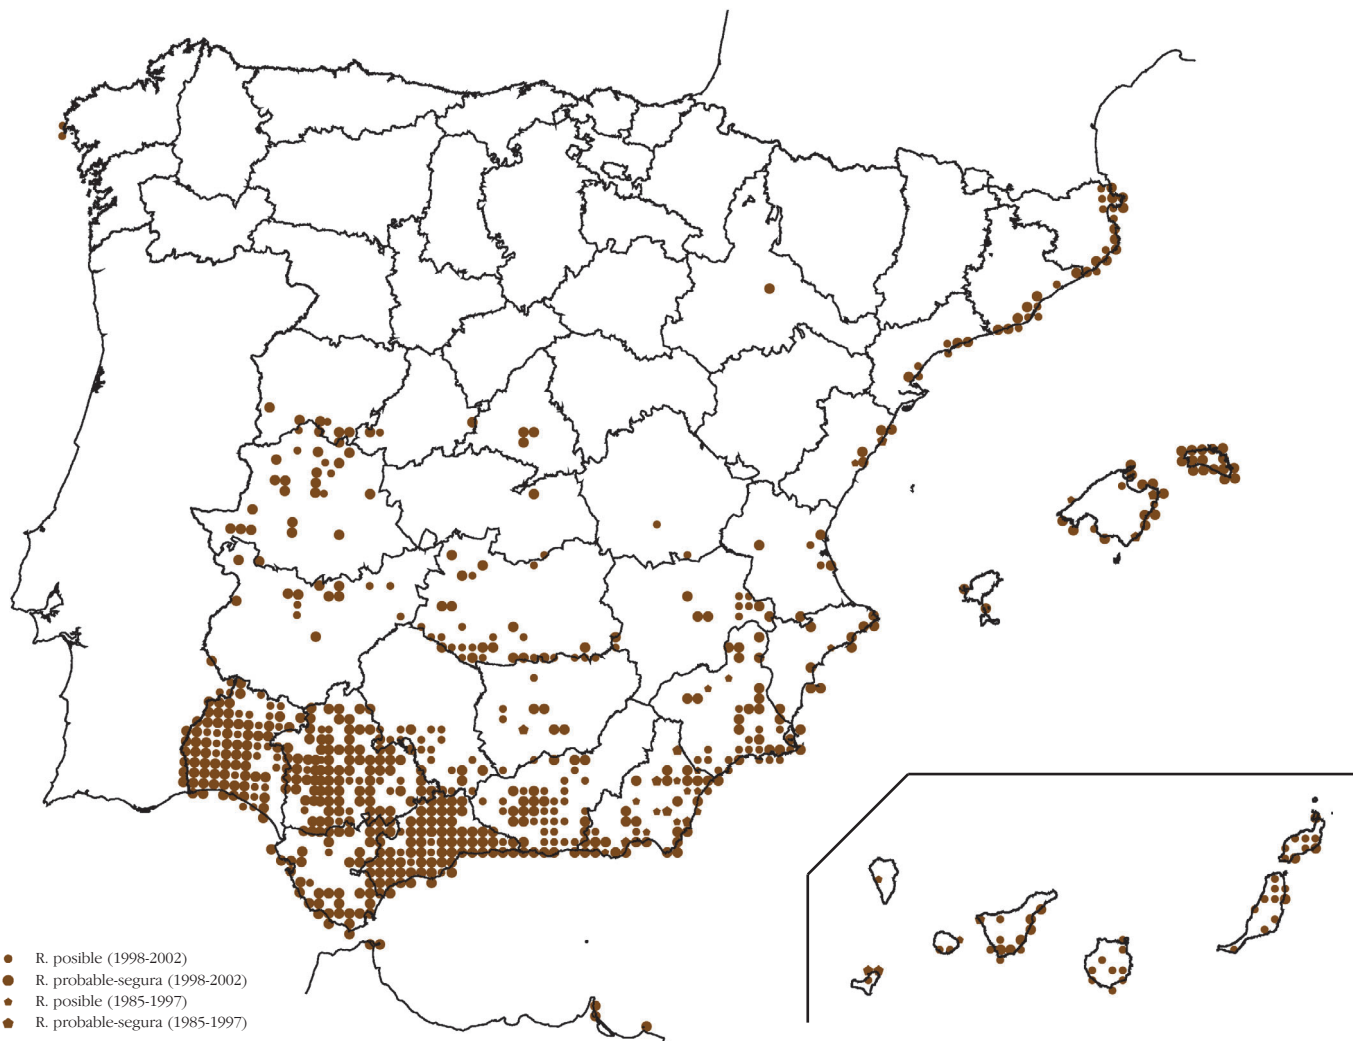 R. posible (1998-2002)
R. probable-segura (1998-2002)
R. posible (1985-1997)
R. probable-segura (1985-1997)